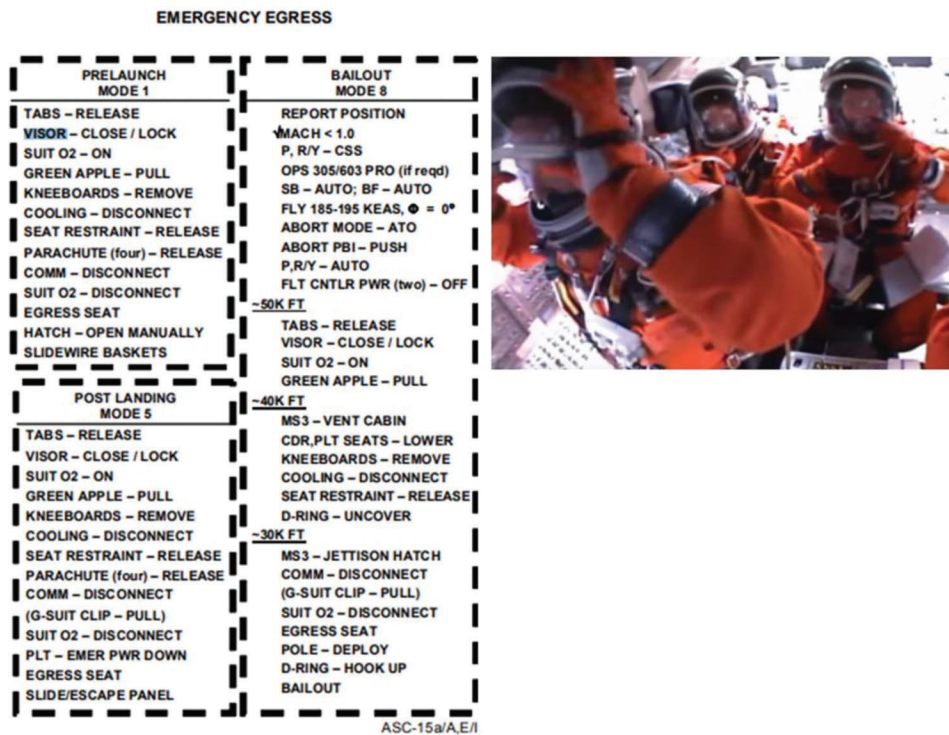 EMERGENCY EGRESS
PRELAUNCH
MODE 1
TABS – RELEASE
VISOR – CLOSE / LOCK
SUIT O2 – ON
GREEN APPLE – PULL
KNEEBOARDS – REMOVE
COOLING – DISCONNECT
SEAT RESTRAINT – RELEASE
PARACHUTE (four) – RELEASE
COMM – DISCONNECT
SUIT O2 – DISCONNECT
EGRESS SEAT
HATCH – OPEN MANUALLY
SLIDEWIRE BASKETS
POST LANDING
MODE 5
TABS – RELEASE
VISOR – CLOSE / LOCK
SUIT O2 – ON
GREEN APPLE – PULL
KNEEBOARDS – REMOVE
COOLING – DISCONNECT
SEAT RESTRAINT – RELEASE
PARACHUTE (four) – RELEASE
COMM – DISCONNECT
(G-SUIT CLIP – PULL)
SUIT O2 – DISCONNECT
PLT – EMER PWR DOWN
EGRESS SEAT
SLIDE/ESCAPE PANEL
BAILOUT
MODE 8
REPORT POSITION
√MACH < 1.0
P, R/Y – CSS
OPS 305/603 PRO (if reqd)
SB – AUTO; BF – AUTO
FLY 185-195 KEAS, Φ = 0°
ABORT MODE – ATO
ABORT PBI – PUSH
P,R/Y – AUTO
FLT CNTLR PWR (two) – OFF
~50K FT
TABS – RELEASE
VISOR – CLOSE / LOCK
SUIT O2 – ON
GREEN APPLE – PULL
~40K FT
MS3 – VENT CABIN
CDR,PLT SEATS – LOWER
KNEEBOARDS – REMOVE
COOLING – DISCONNECT
SEAT RESTRAINT – RELEASE
D-RING – UNCOVER
~30K FT
MS3 – JETTISON HATCH
COMM – DISCONNECT
(G-SUIT CLIP – PULL)
SUIT O2 – DISCONNECT
EGRESS SEAT
POLE – DEPLOY
D-RING – HOOK UP
BAILOUT
ASC-15a/A,E/I